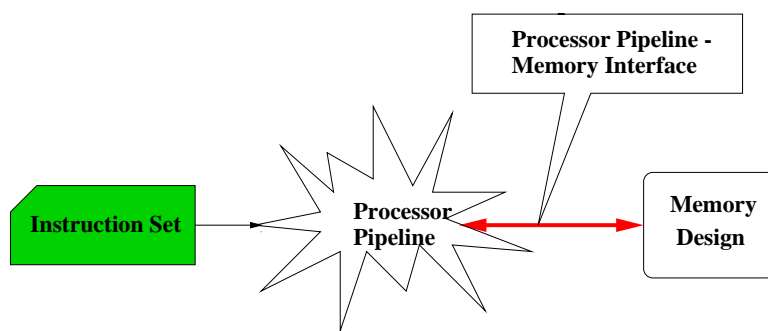 Processor Pipeline -
Memory Interface
Instruction Set
Processor
Pipeline
Memory
Design